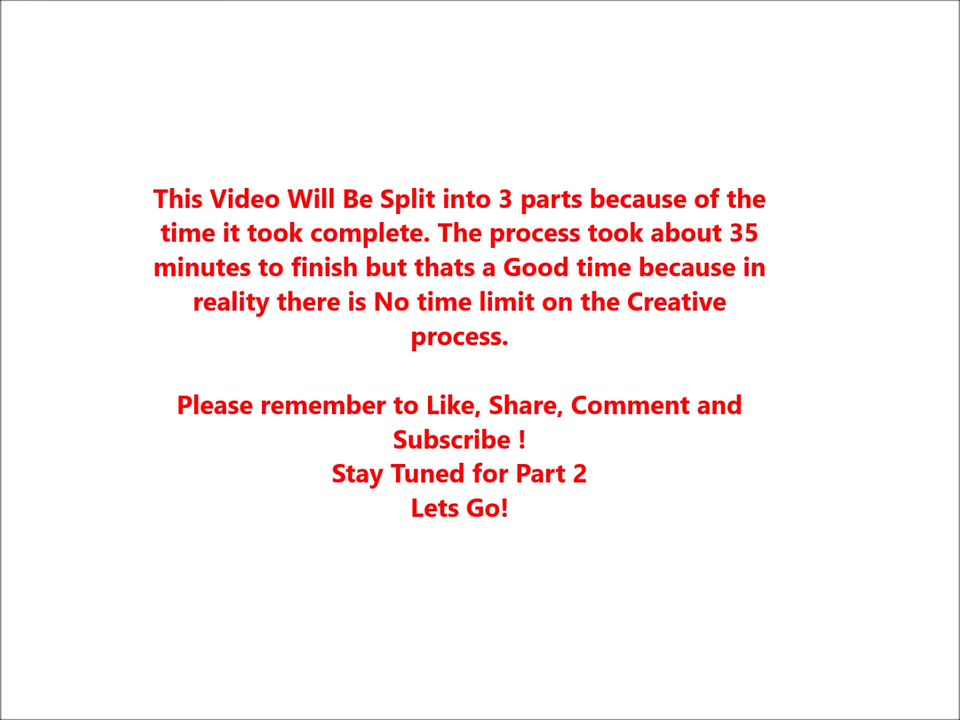 This Video Will Be Split into 3 parts because of the
time it took complete. The process took about 35
minutes to finish but thats a Good time because in
reality there is No time limit on the Creative
process.
Please remember to Like, Share, Comment and
Subscribe !
Stay Tuned for Part 2
Lets Go!